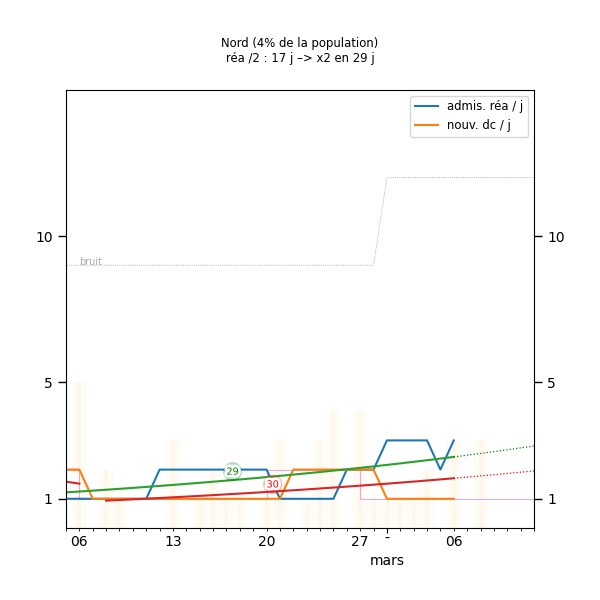 Nord (4% de la population)
réa /2 : 17 j –> x2 en 29 j
admis. réa / j
nouv. dc / j
10
10
bruit
5
5
29
30
1
1
06
13
20
27
-
06
mars